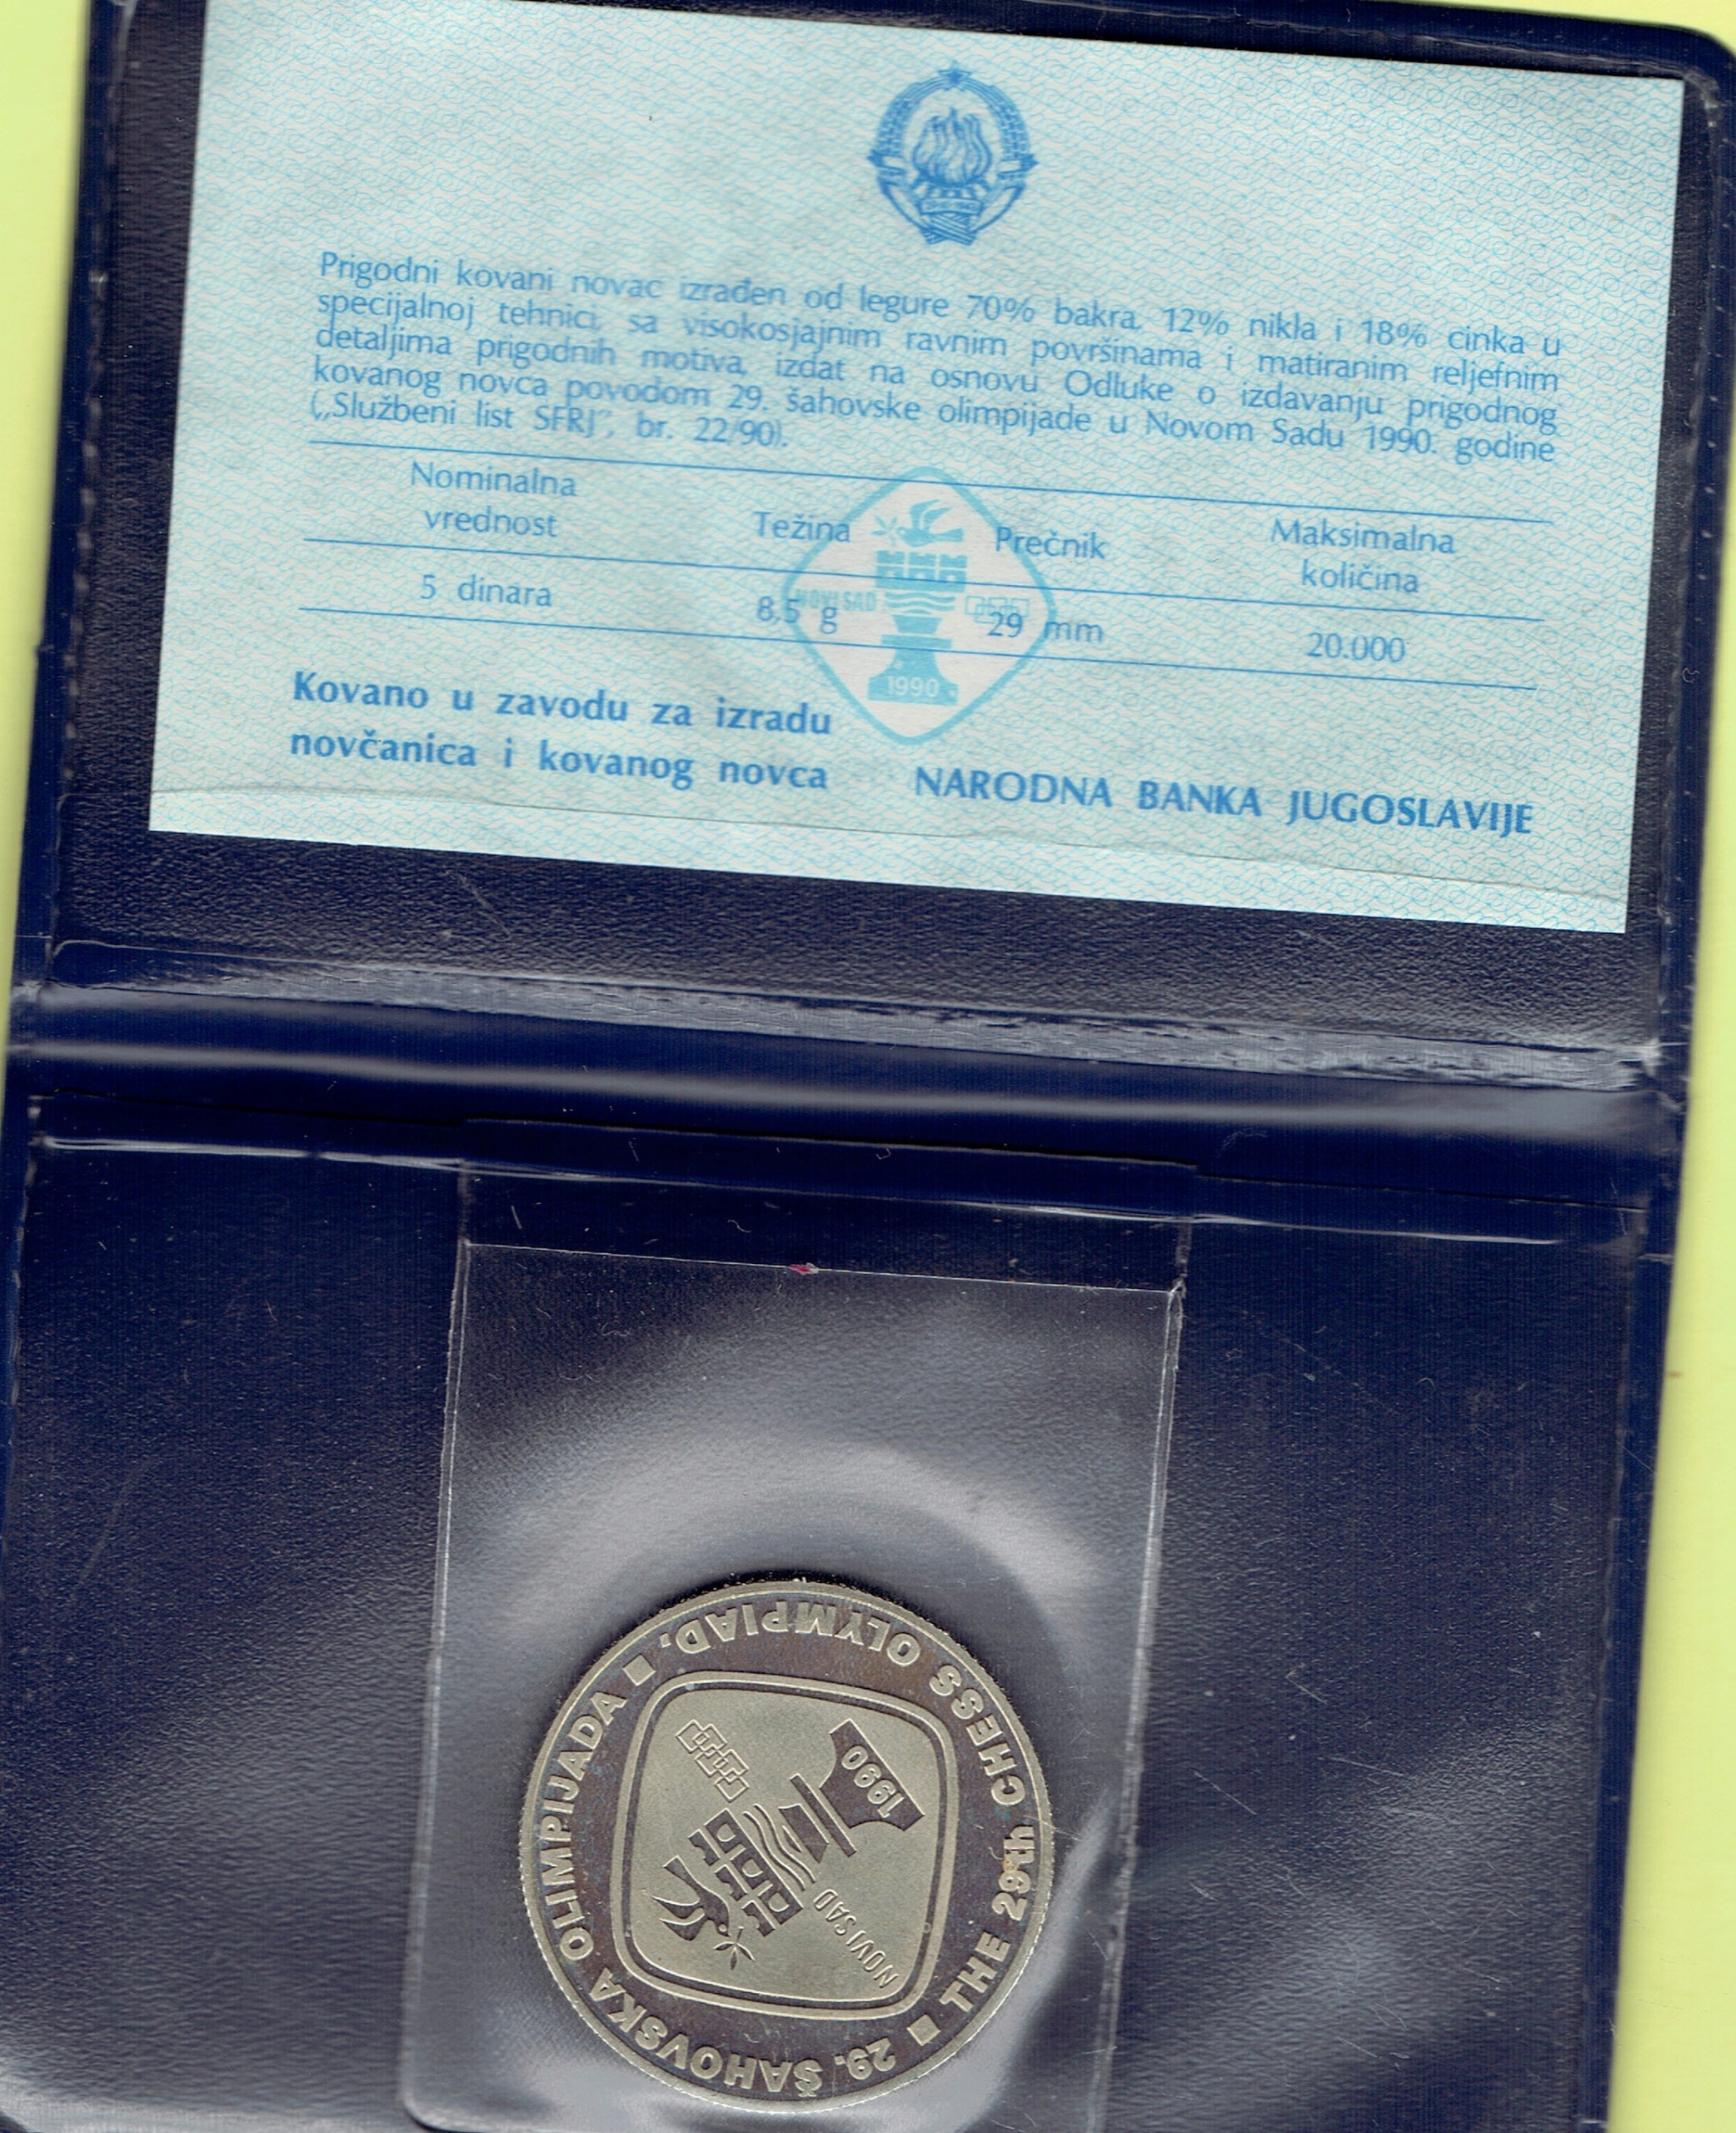 Prigodni kovani novac izrađen od legure 70% bakra, 12% nikla i 18% cinka u
specijalnoj tehnici, sa visokosjajnim ravnim površinama i matiranim reljefnim
detaljima prigodnih motiva, izdat na osnovu Odluke o izdavanju prigodnog
kovanog novca povodom 29. šahovske olimpijade u Novom Sadu 1990. godine
(„Službeni list SFRJ”, br. 22/90).
Nominalna vrednost
Težina
Prečnik
Maksimalna količina
5 dinara
8,5 g
29 mm
20.000
NOVI SAD
1990
Kovano u zavodu za izradu
novčanica i kovanog novca
NARODNA BANKA JUGOSLAVIJE
29. ŠAHOVSKA OLIMPIJADA
THE 29th CHESS OLYMPIAD,
NOVI SAD
1990